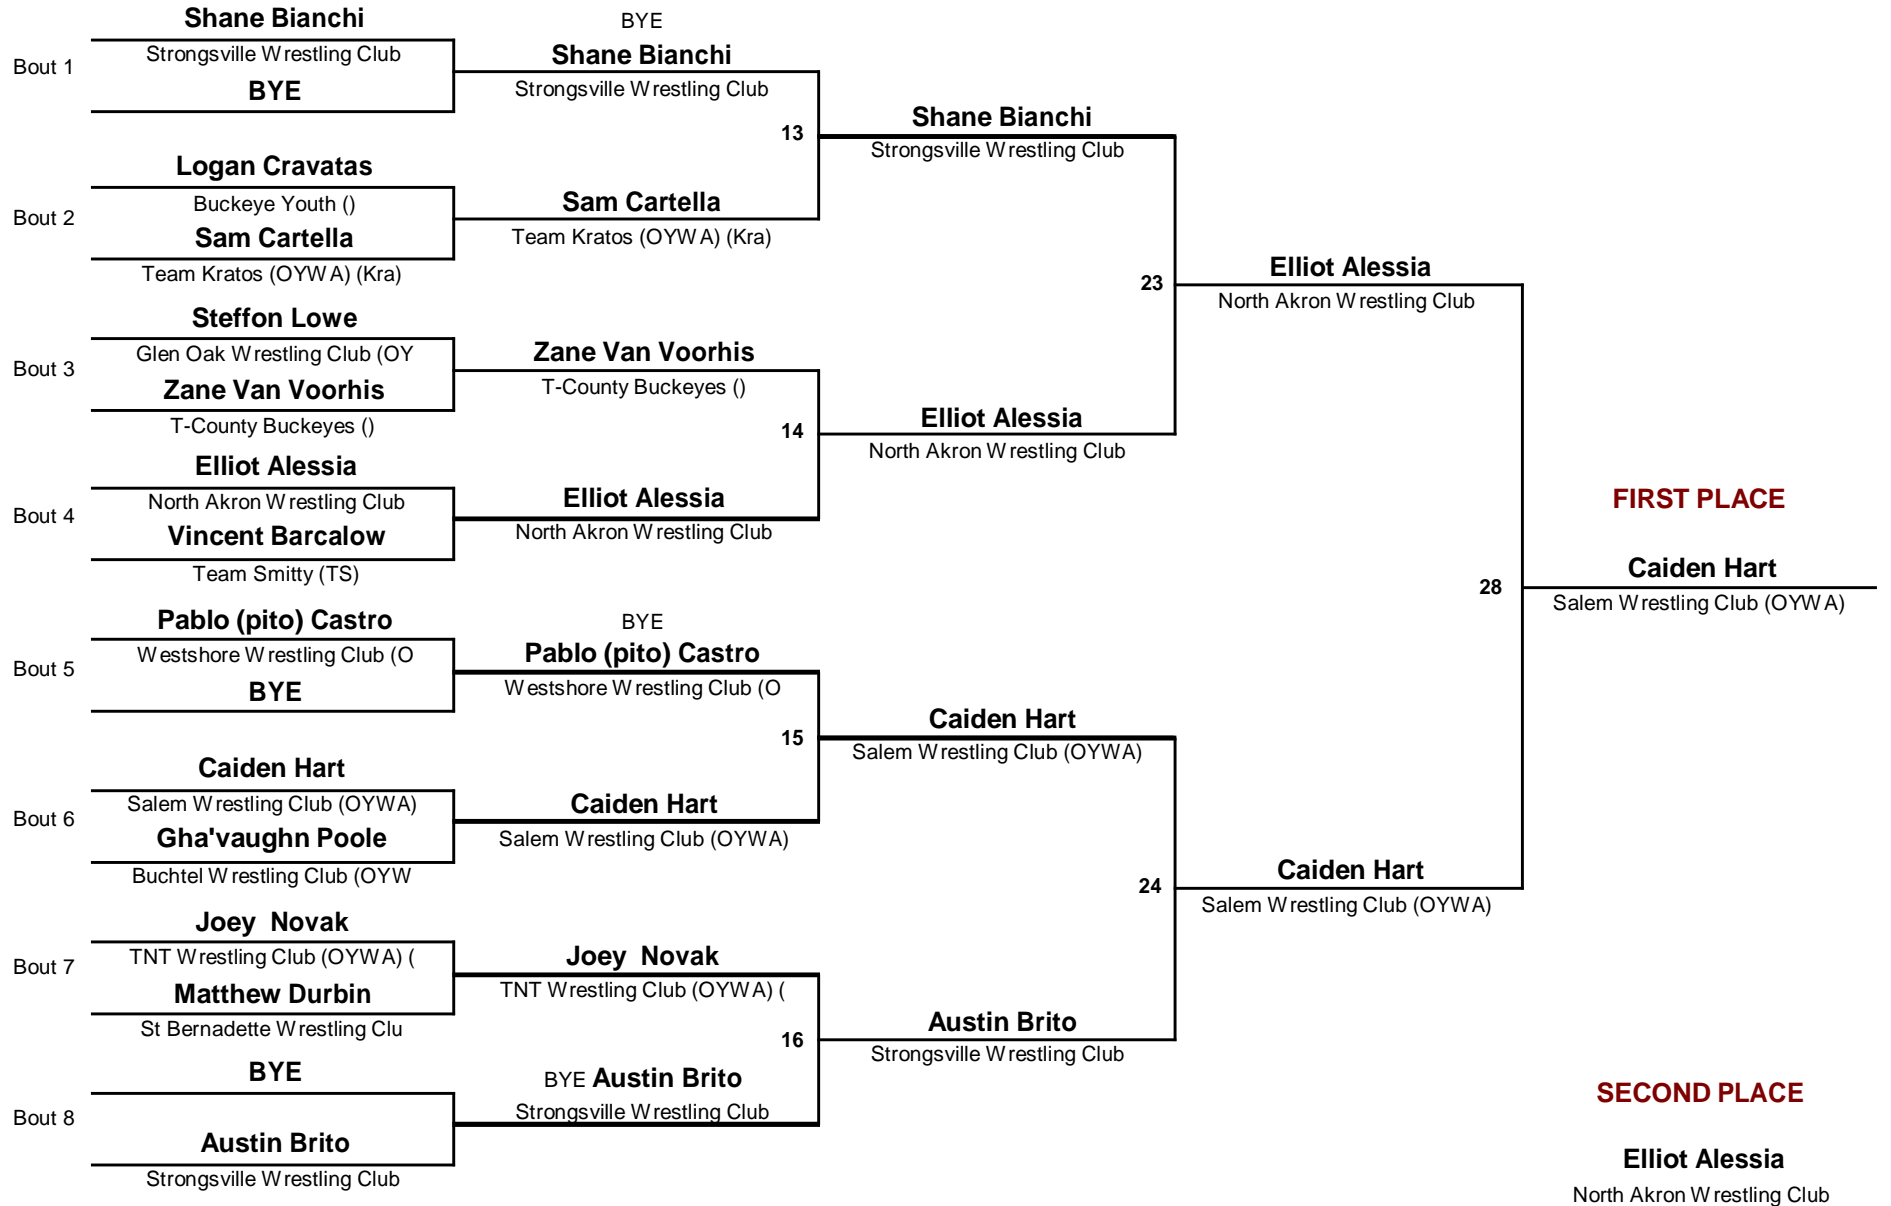 Shane Bianchi
Bout 1
Strongsville Wrestling Club
BYE
Logan Cravatas
Bout 2
Buckeye Youth ()
Sam Cartella
Team Kratos (OYWA) (Kra)
Steffon Lowe
Bout 3
Glen Oak Wrestling Club (OY
Zane Van Voorhis
T-County Buckeyes ()
Elliot Alessia
Bout 4
North Akron Wrestling Club
Vincent Barcalow
Team Smitty (TS)
Pablo (pito) Castro
Bout 5
Westshore Wrestling Club (O
BYE
Caiden Hart
Bout 6
Salem Wrestling Club (OYWA)
Gha'vaughn Poole
Buchtel Wrestling Club (OYW
Joey  Novak
Bout 7
TNT Wrestling Club (OYWA) (
Matthew Durbin
St Bernadette Wrestling Clu
BYE
Bout 8
Austin Brito
Strongsville Wrestling Club
BYE
Shane Bianchi
Strongsville Wrestling Club
13
Sam Cartella
Team Kratos (OYWA) (Kra)
Zane Van Voorhis
T-County Buckeyes ()
14
Elliot Alessia
North Akron Wrestling Club
BYE
Pablo (pito) Castro
Westshore Wrestling Club (O
15
Caiden Hart
Salem Wrestling Club (OYWA)
Joey  Novak
TNT Wrestling Club (OYWA) (
16
BYE Austin Brito
Strongsville Wrestling Club
Shane Bianchi
Strongsville Wrestling Club
23
Elliot Alessia
North Akron Wrestling Club
Caiden Hart
Salem Wrestling Club (OYWA)
24
Austin Brito
Strongsville Wrestling Club
Elliot Alessia
North Akron Wrestling Club
28
Caiden Hart
Salem Wrestling Club (OYWA)
FIRST PLACE
Caiden Hart
Salem Wrestling Club (OYWA)
SECOND PLACE
Elliot Alessia
North Akron Wrestling Club